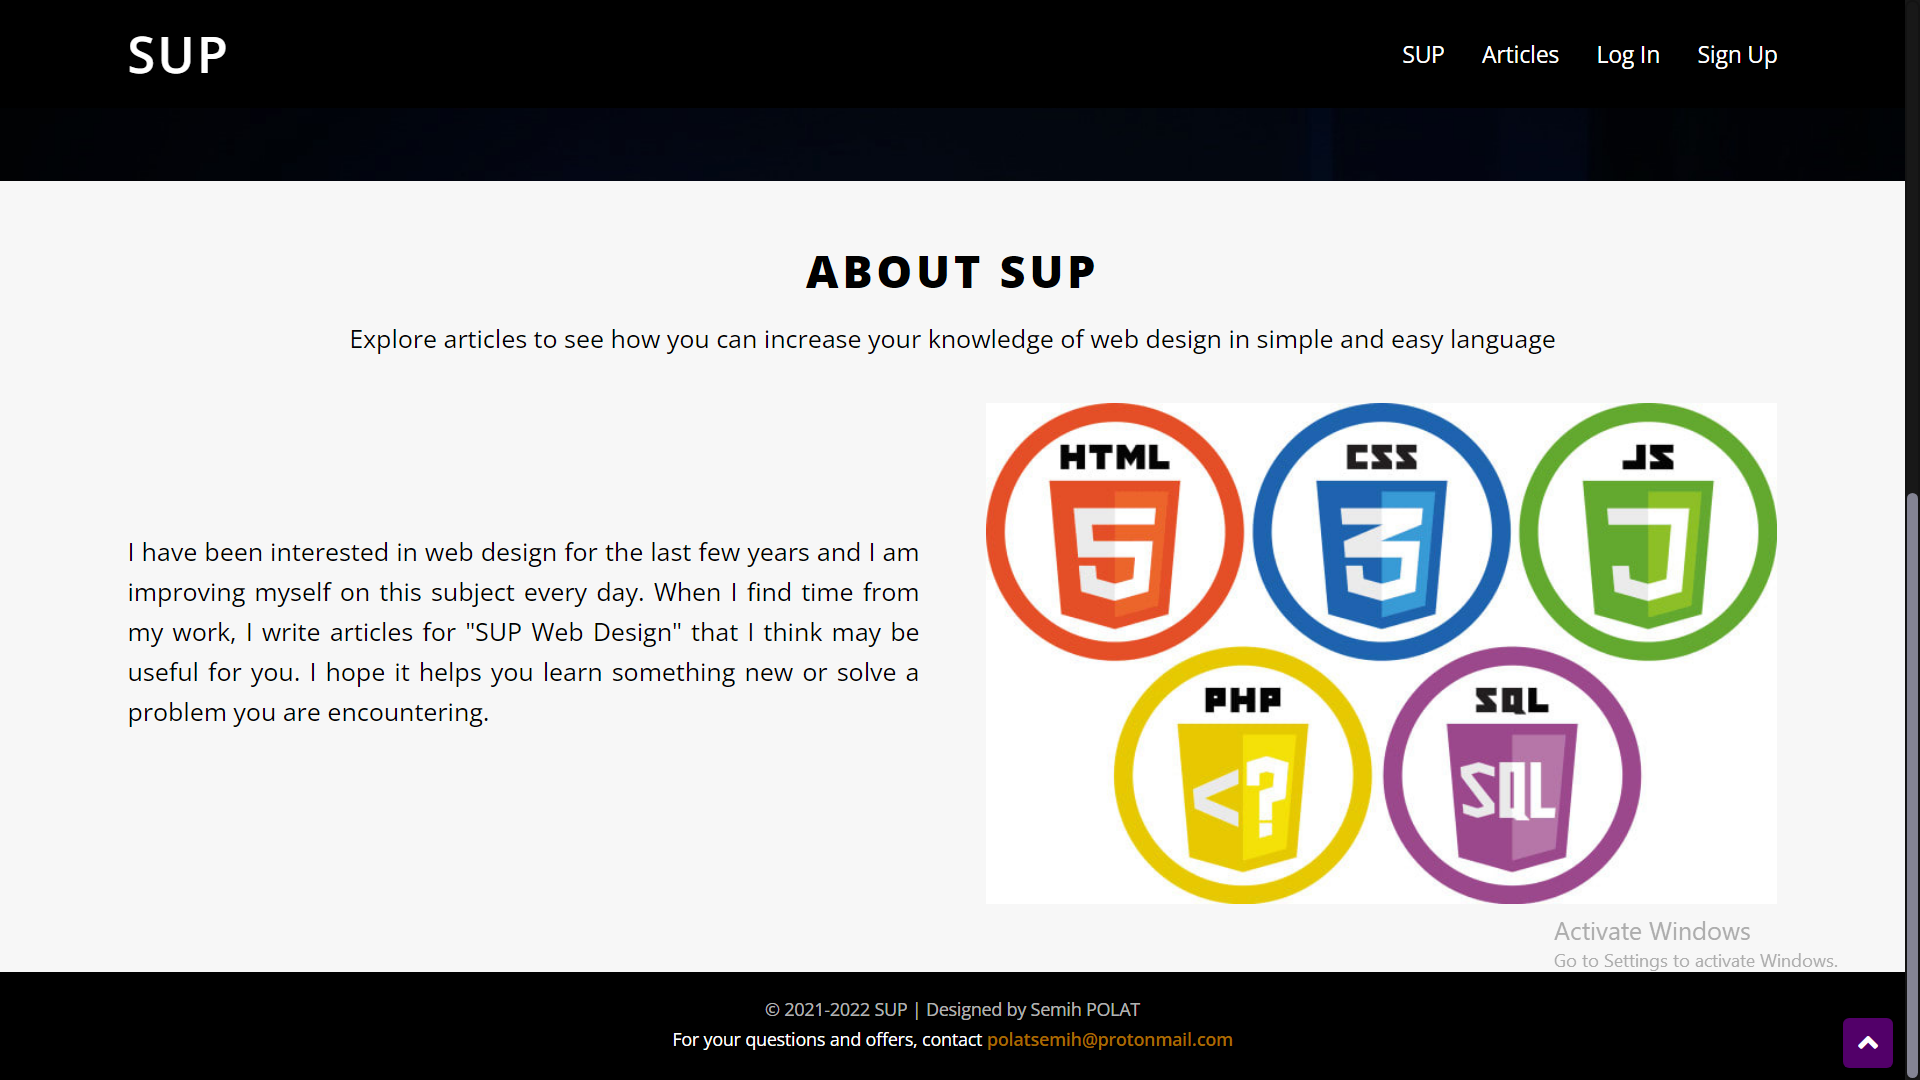 SUP
SUP Articles Log In Sign Up
ABOUT SUP
Explore articles to see how you can increase your knowledge of web design in simple and easy language
I have been interested in web design for the last few years and I am
improving myself on this subject every day. When I find time from
my work, I write articles for "SUP Web Design" that I think may be
useful for you. I hope it helps you learn something new or solve a
problem you are encountering.
HTML
5
CSS
3
JS
J
PHP
<?
SQL
SQL
Activate Windows
Go to Settings to activate Windows.
© 2021-2022 SUP | Designed by Semih POLAT
For your questions and offers, contact polatsemih@protonmail.com